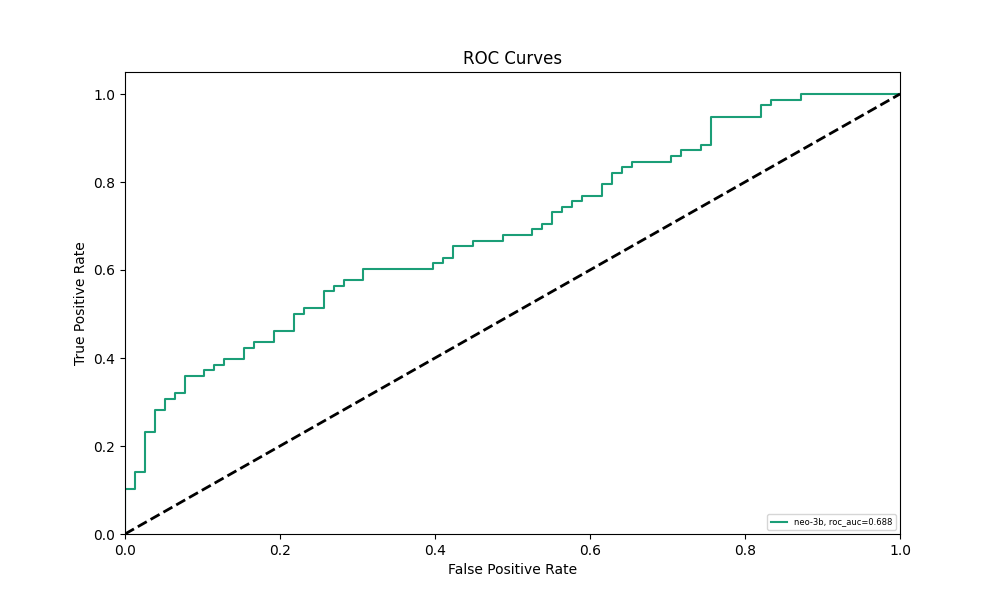 ROC Curves
True Positive Rate
1.0
0.8
0.6
0.4
0.2
0.0
neo-3b, roc_auc=0.688
0.0 0.2 0.4 0.6 0.8 1.0
False Positive Rate